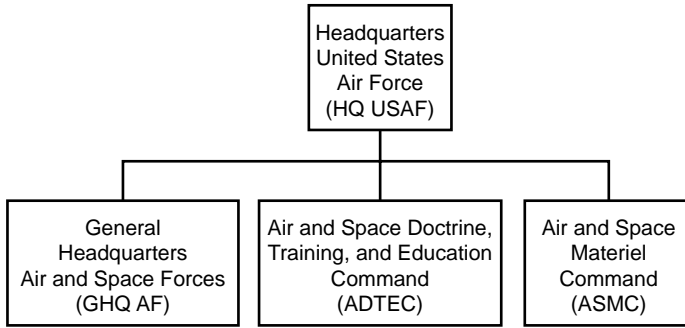 Headquarters
United States
Air Force
(HQ USAF)
General
Headquarters
Air and Space Forces
(GHQ AF)
Air and Space Doctrine,
Training, and Education
Command
(ADTEC)
Air and Space
Materiel
Command
(ASMC)